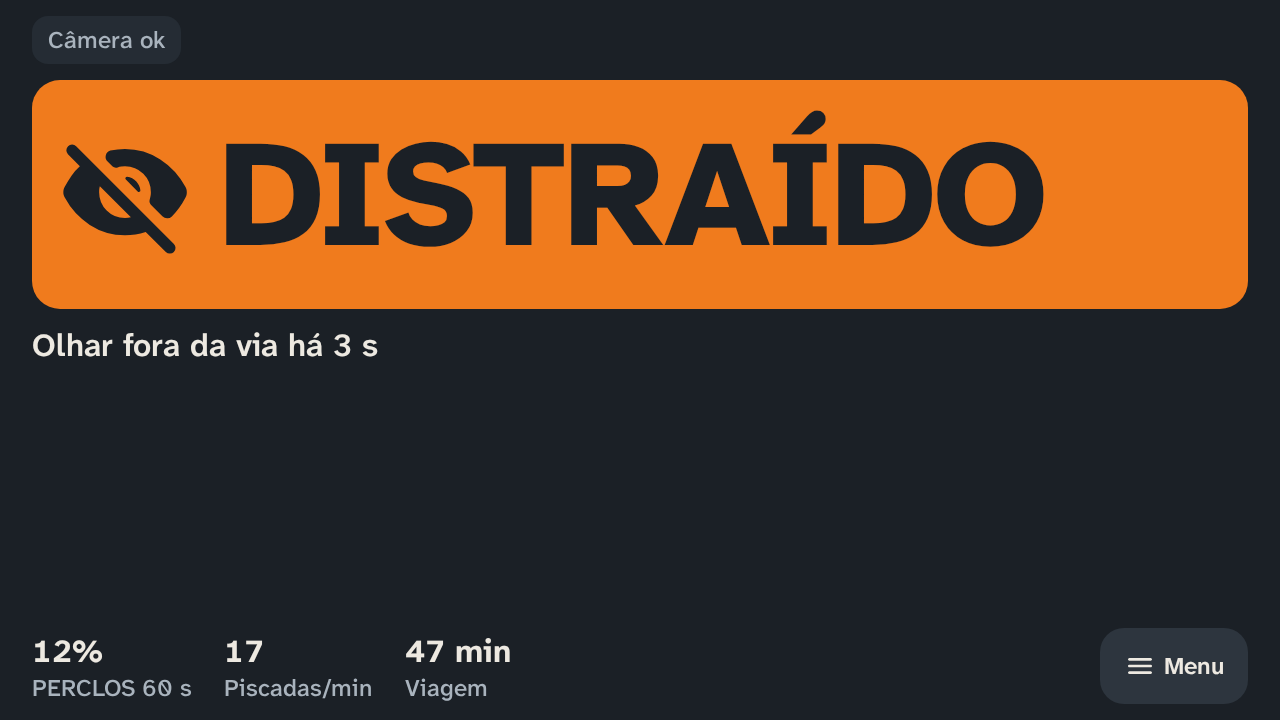 Câmera ok
DISTRAÍDO
Olhar fora da via há 3 s
12%
PERCLOS 60 s
17
Piscadas/min
47 min
Viagem
Menu